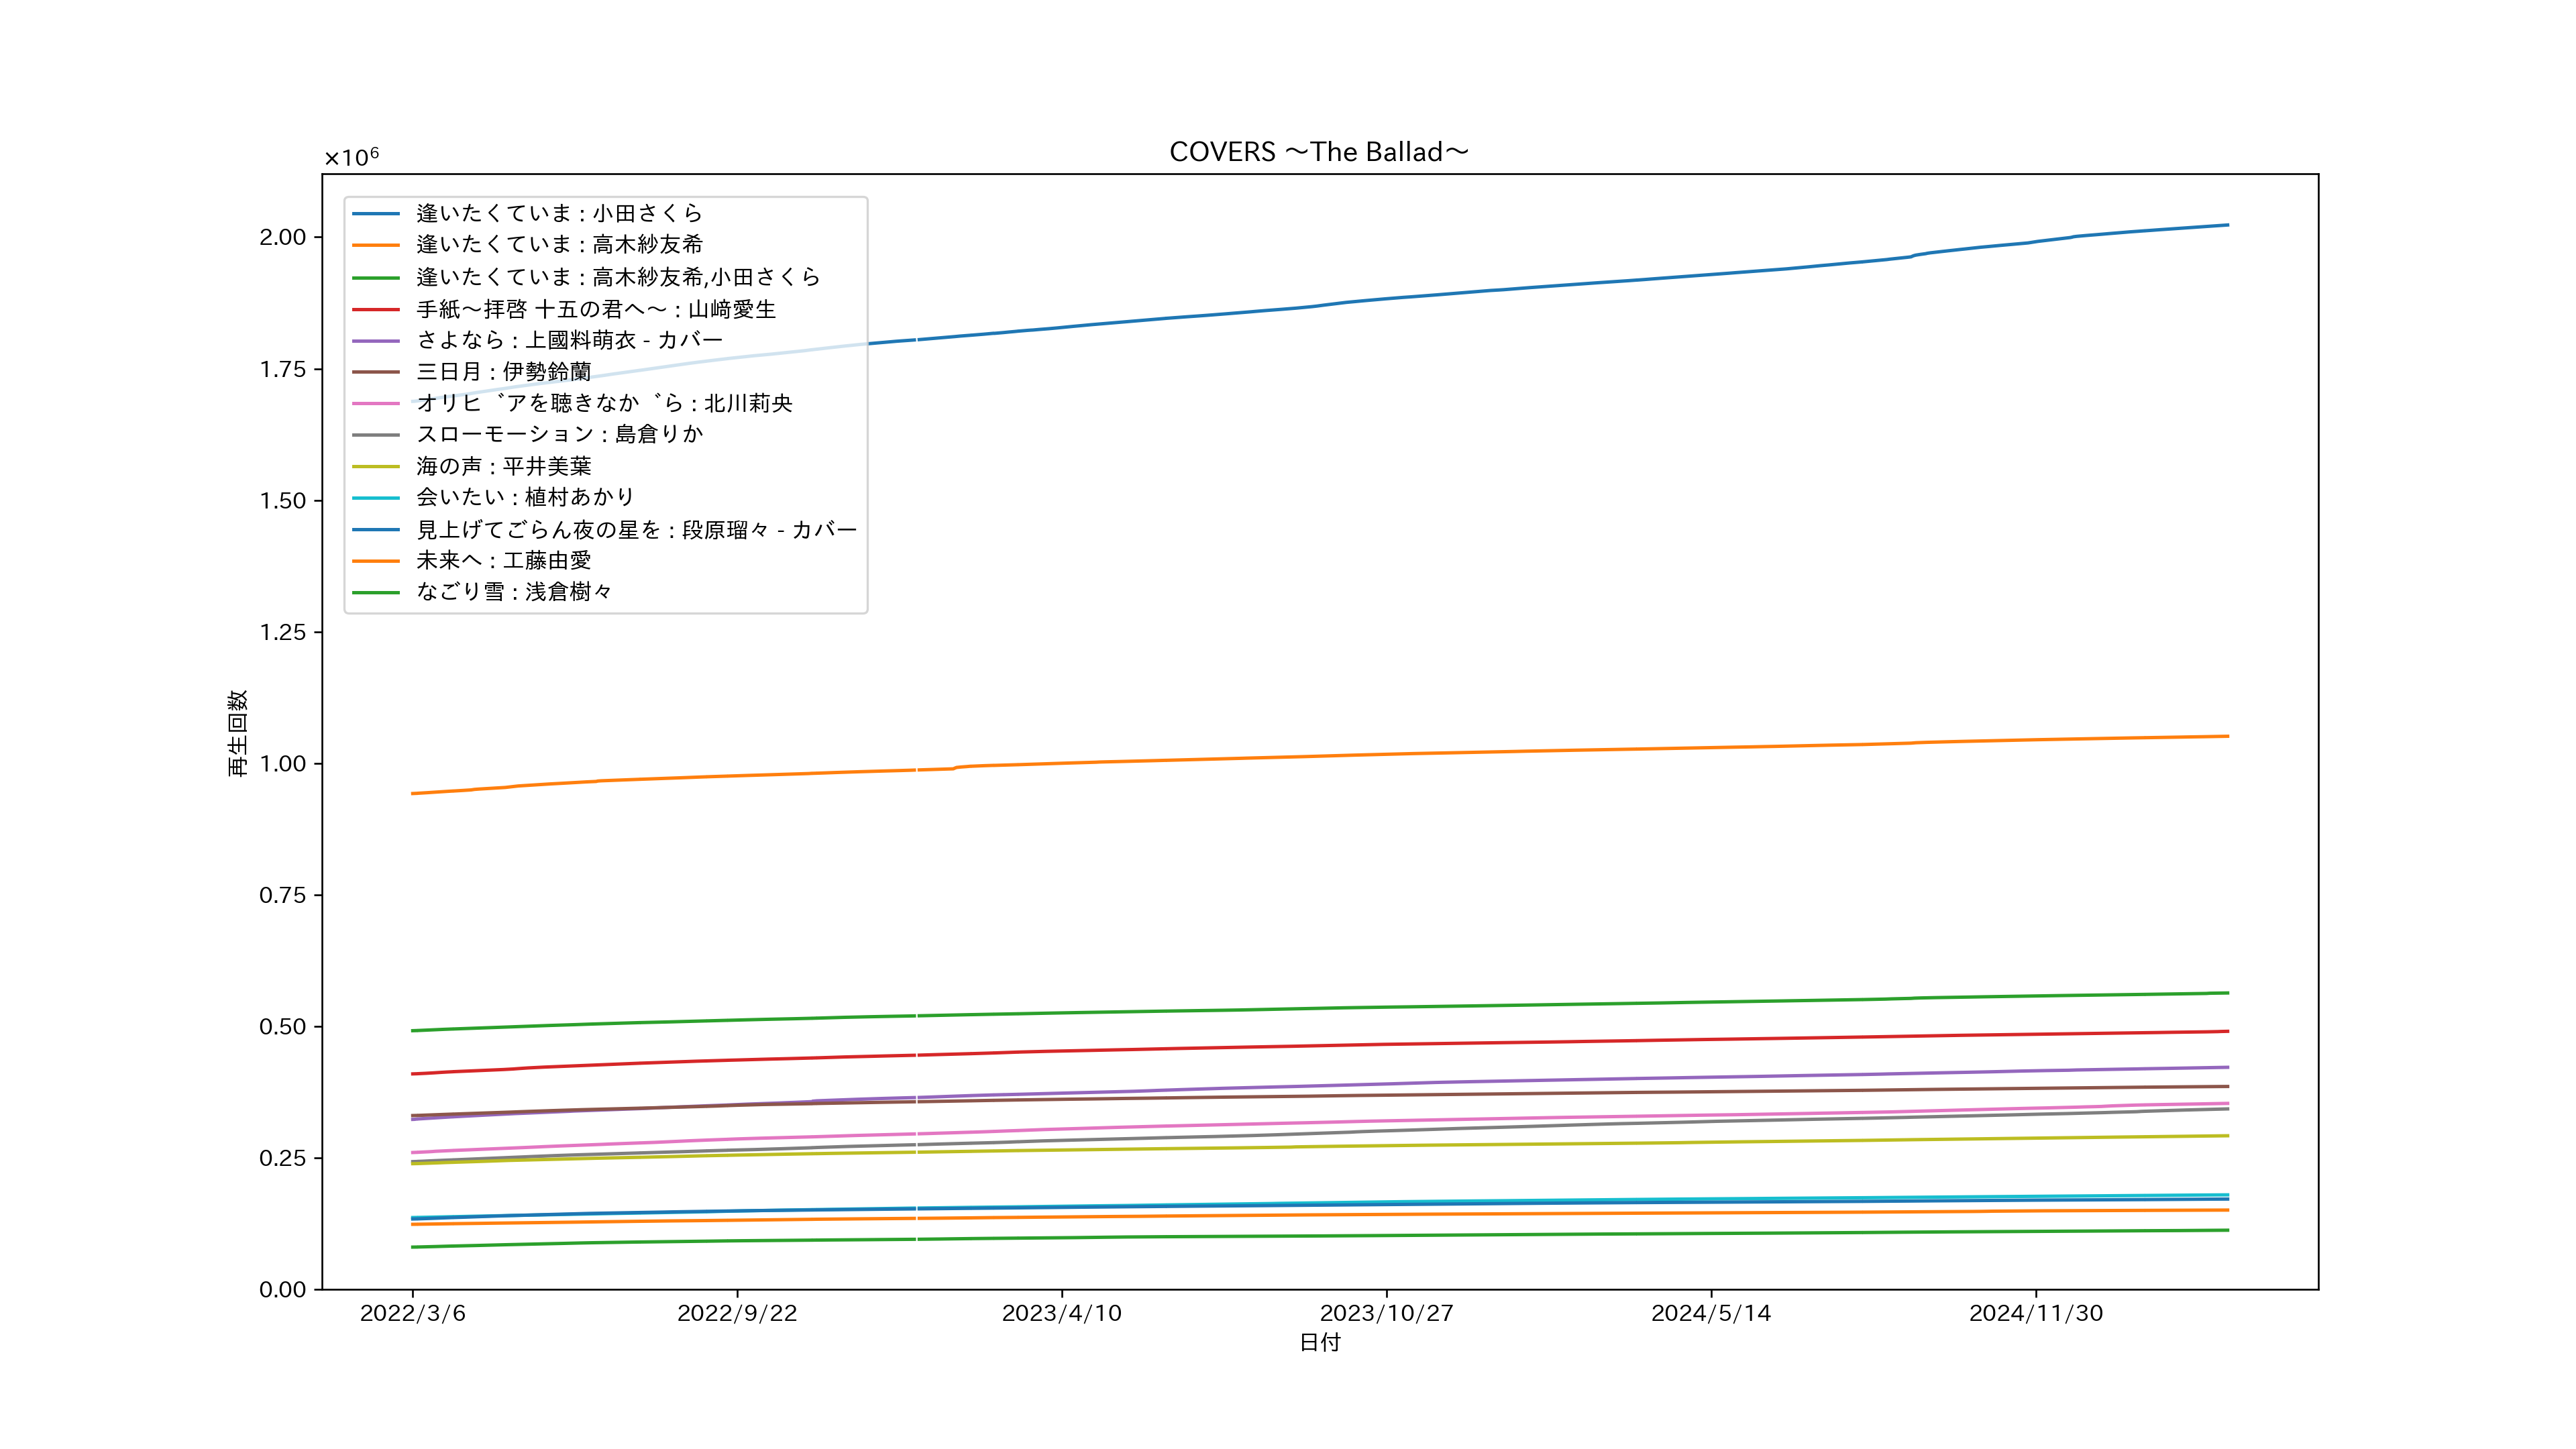 COVERS ～The Ballad～
×10⁶
2.00
1.75
1.50
1.25
1.00
0.75
0.50
0.25
0.00
再生回数
逢いたくていま : 小田さくら
逢いたくていま : 高木紗友希
逢いたくていま : 高木紗友希,小田さくら
手紙～拝啓 十五の君へ～ : 山﨑愛生
さよなら : 上國料萌衣 - カバー
三日月 : 伊勢鈴蘭
オリビアを聴きながら : 北川莉央
スローモーション : 島倉りか
海の声 : 平井美葉
会いたい : 植村あかり
見上げてごらん夜の星を : 段原瑠々 - カバー
未来へ : 工藤由愛
なごり雪 : 浅倉樹々
2022/3/6
2022/9/22
2023/4/10
2023/10/27
2024/5/14
2024/11/30
日付